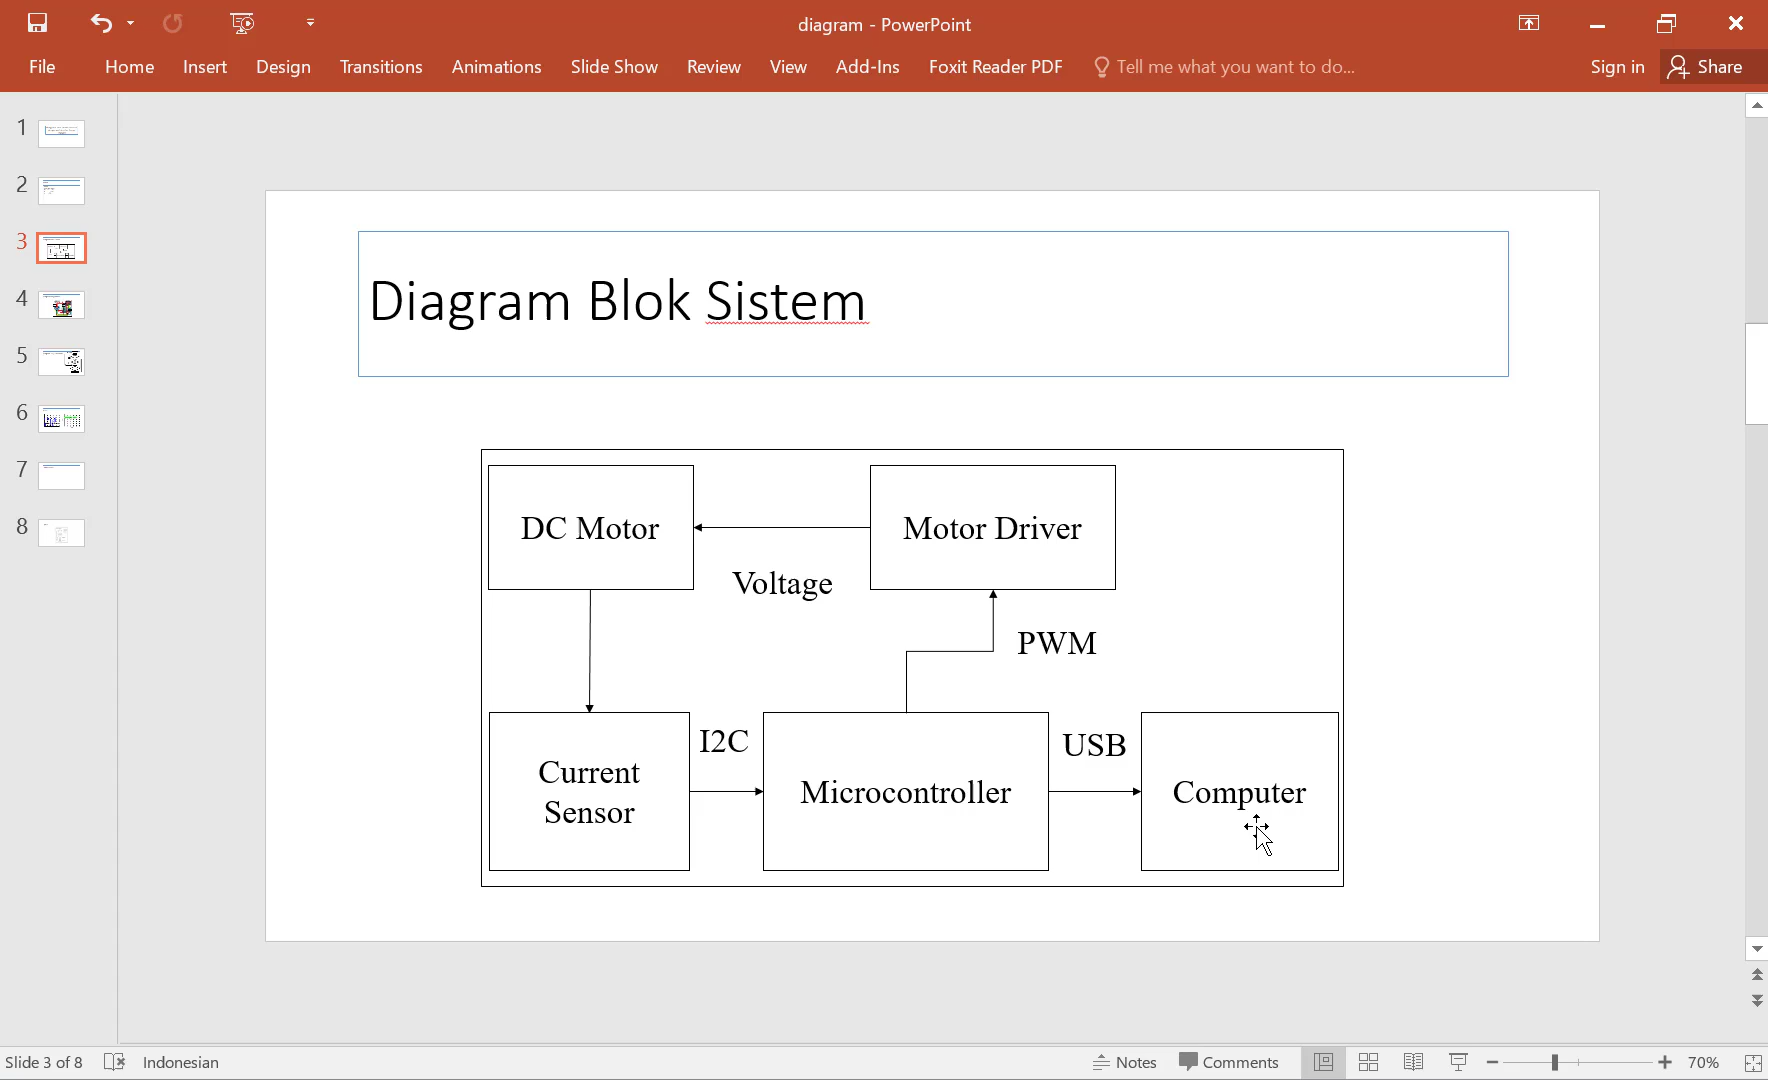 diagram - PowerPoint
File Home Insert Design Transitions Animations Slide Show Review View Add-Ins Foxit Reader PDF Tell me what you want to do... Sign in Share
1
2
3
4
5
6
7
8
Diagram Blok Sistem
DC Motor
Motor Driver
Voltage
PWM
I2C
USB
Current
Sensor
Microcontroller
Computer
Slide 3 of 8 Indonesian Notes Comments 70%